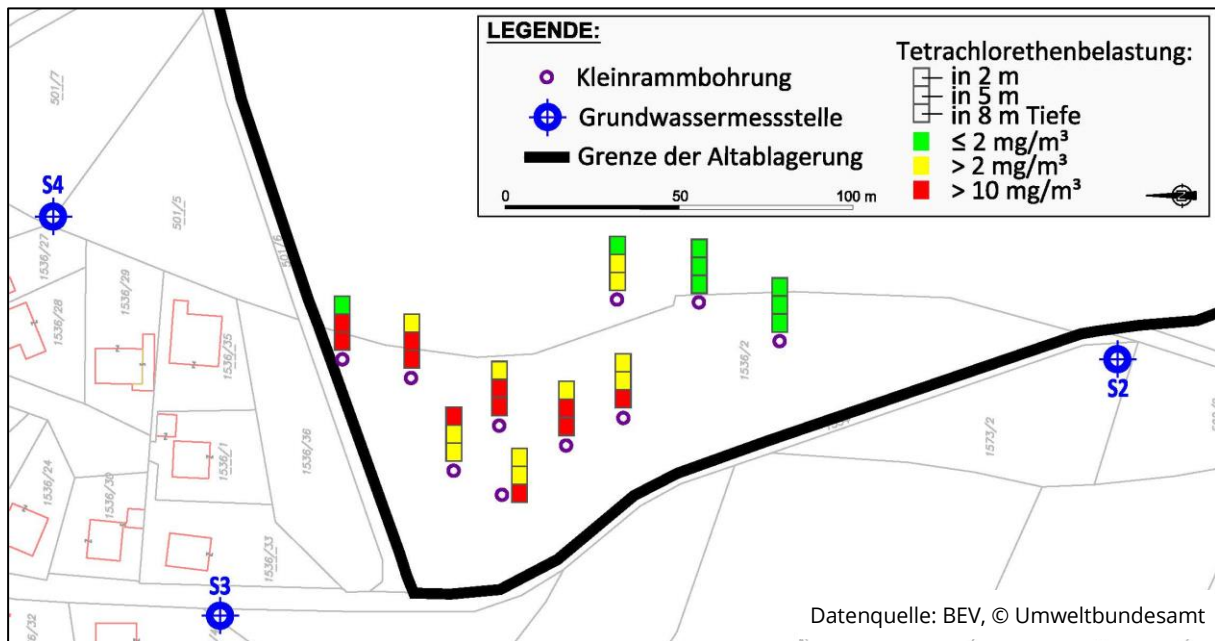 LEGENDE:
Kleinrammbohrung
Grundwassermessstelle
Grenze der Altablagerung
0 50 100 m
Tetrachlorethenbelastung:
in 2 m
in 5 m
in 8 m Tiefe
≤ 2 mg/m³
> 2 mg/m³
> 10 mg/m³
501/7
S4
501/5
501/6
1536/27
1536/29
1536/28
1536/35
1536/2
S2
1573/2
1536/1
1536/36
1536/24
1536/30
1536/33
S3
1536/32
Datenquelle: BEV, © Umweltbundesamt